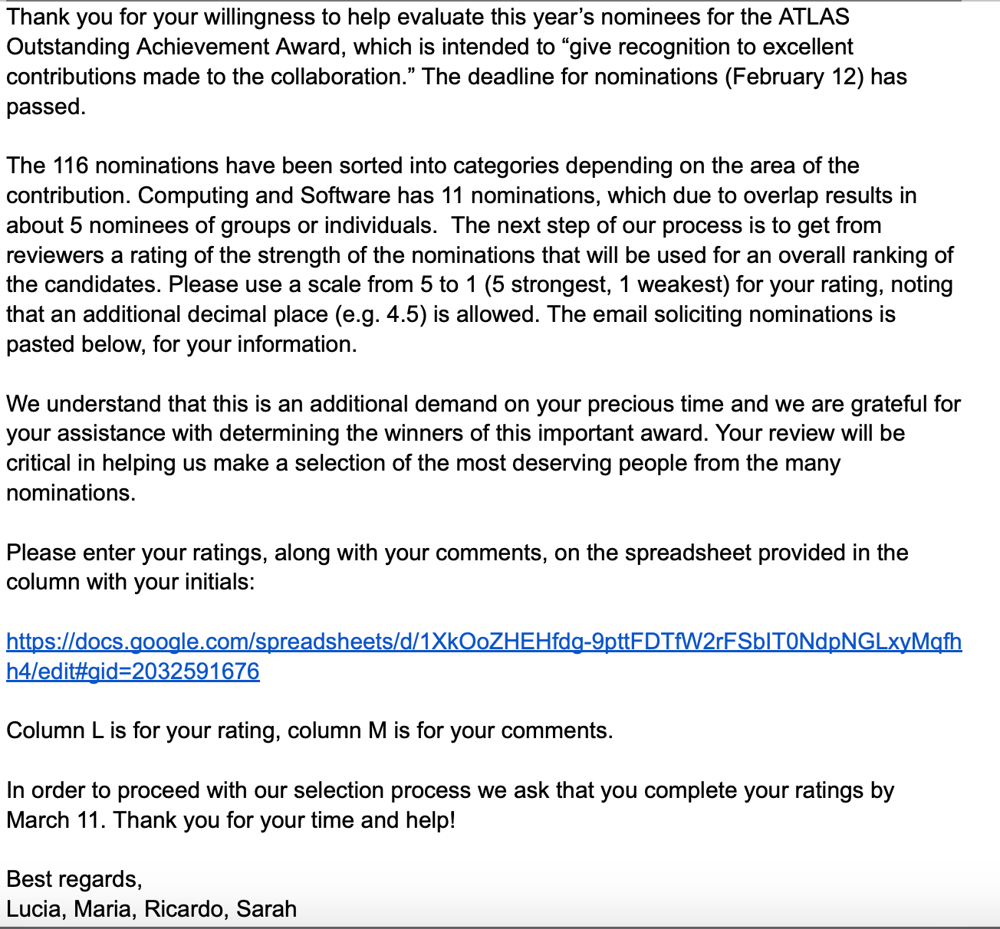 Thank you for your willingness to help evaluate this year’s nominees for the ATLAS
Outstanding Achievement Award, which is intended to “give recognition to excellent
contributions made to the collaboration.” The deadline for nominations (February 12) has
passed.
The 116 nominations have been sorted into categories depending on the area of the
contribution. Computing and Software has 11 nominations, which due to overlap results in
about 5 nominees of groups or individuals.  The next step of our process is to get from
reviewers a rating of the strength of the nominations that will be used for an overall ranking of
the candidates. Please use a scale from 5 to 1 (5 strongest, 1 weakest) for your rating, noting
that an additional decimal place (e.g. 4.5) is allowed. The email soliciting nominations is
pasted below, for your information.
We understand that this is an additional demand on your precious time and we are grateful for
your assistance with determining the winners of this important award. Your review will be
critical in helping us make a selection of the most deserving people from the many
nominations.
Please enter your ratings, along with your comments, on the spreadsheet provided in the
column with your initials:
https://docs.google.com/spreadsheets/d/1XkOoZHEHfdg-9pttFDTfW2rFSbIT0NdpNGLxyMqfh
h4/edit#gid=2032591676
Column L is for your rating, column M is for your comments.
In order to proceed with our selection process we ask that you complete your ratings by
March 11. Thank you for your time and help!
Best regards,
Lucia, Maria, Ricardo, Sarah